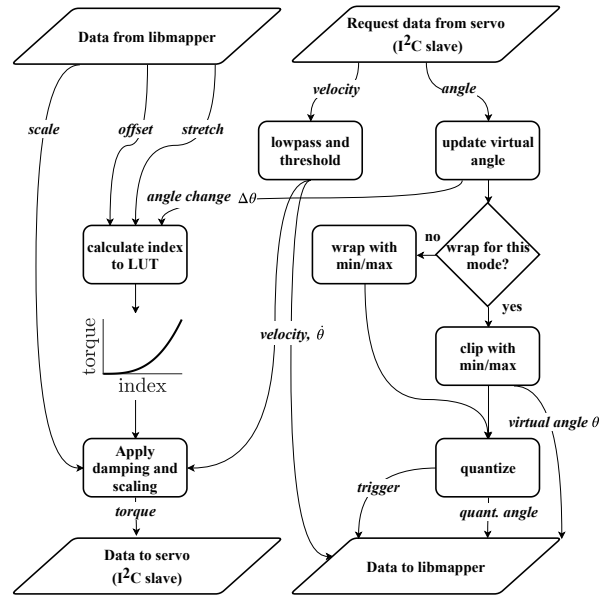 Data from libmapper
Request data from servo
(I²C slave)
velocity
angle
scale
offset
stretch
lowpass and
threshold
update virtual
angle
angle change Δθ
calculate index
to LUT
wrap with
min/max
no
wrap for this
mode?
yes
torque
index
velocity, θ̇
clip with
min/max
virtual angle θ
Apply
damping and
scaling
quantize
trigger
torque
quant. angle
Data to servo
(I²C slave)
Data to libmapper